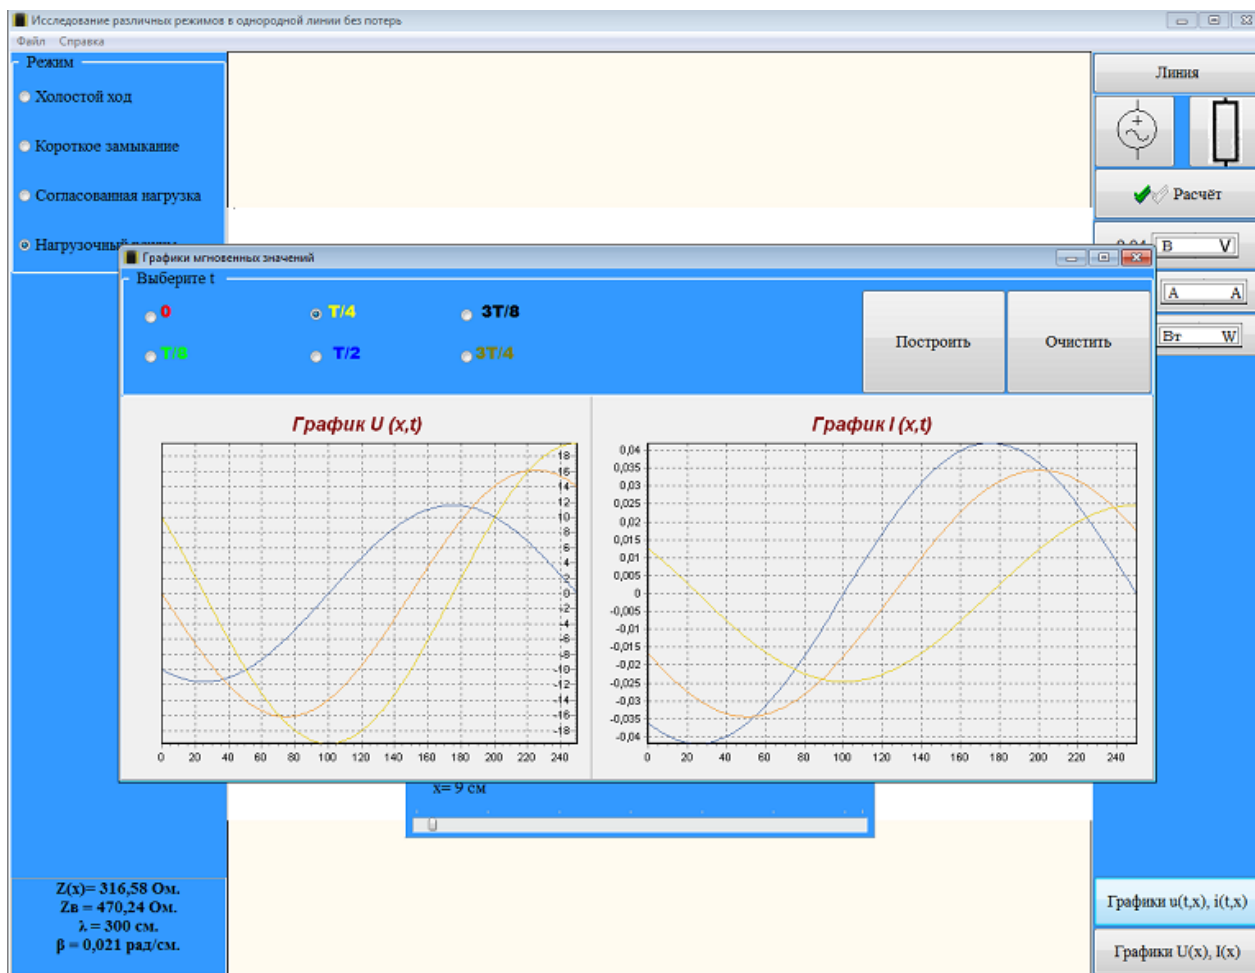 Исследование различных режимов в однородной линии без потерь
Файл Справка
Режим
Холостой ход
Короткое замыкание
Согласованная нагрузка
Нагрузочный
Линия
Расчёт
В V
А A
Вт W
Графики мгновенных значений
Выберите t
0
T/4
3T/8
T/8
T/2
3T/4
Построить
Очистить
График U (x,t)
18
16
14
12
10
8
6
4
2
0
-2
-4
-6
-8
-10
-12
-14
-16
-18
0 20 40 60 80 100 120 140 160 180 200 220 240
График I (x,t)
0,04
0,035
0,03
0,025
0,02
0,015
0,01
0,005
0
-0,005
-0,01
-0,015
-0,02
-0,025
-0,03
-0,035
-0,04
0 20 40 60 80 100 120 140 160 180 200 220 240
x= 9 см
Z(x)= 316,58 Ом.
Zв = 470,24 Ом.
λ = 300 см.
β = 0,021 рад/см.
Графики u(t,x), i(t,x)
Графики U(x), I(x)